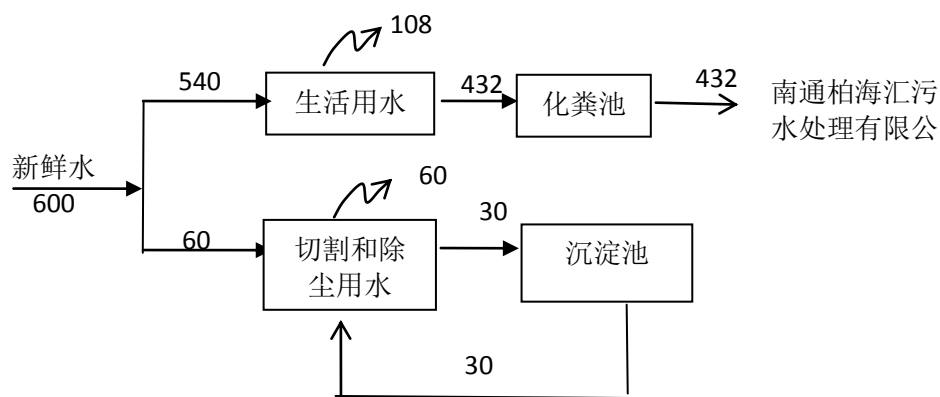 108
540
生活用水
432
化粪池
432
南通柏海汇污
水处理有限公
新鲜水
600
60
60
切割和除
尘用水
30
沉淀池
30